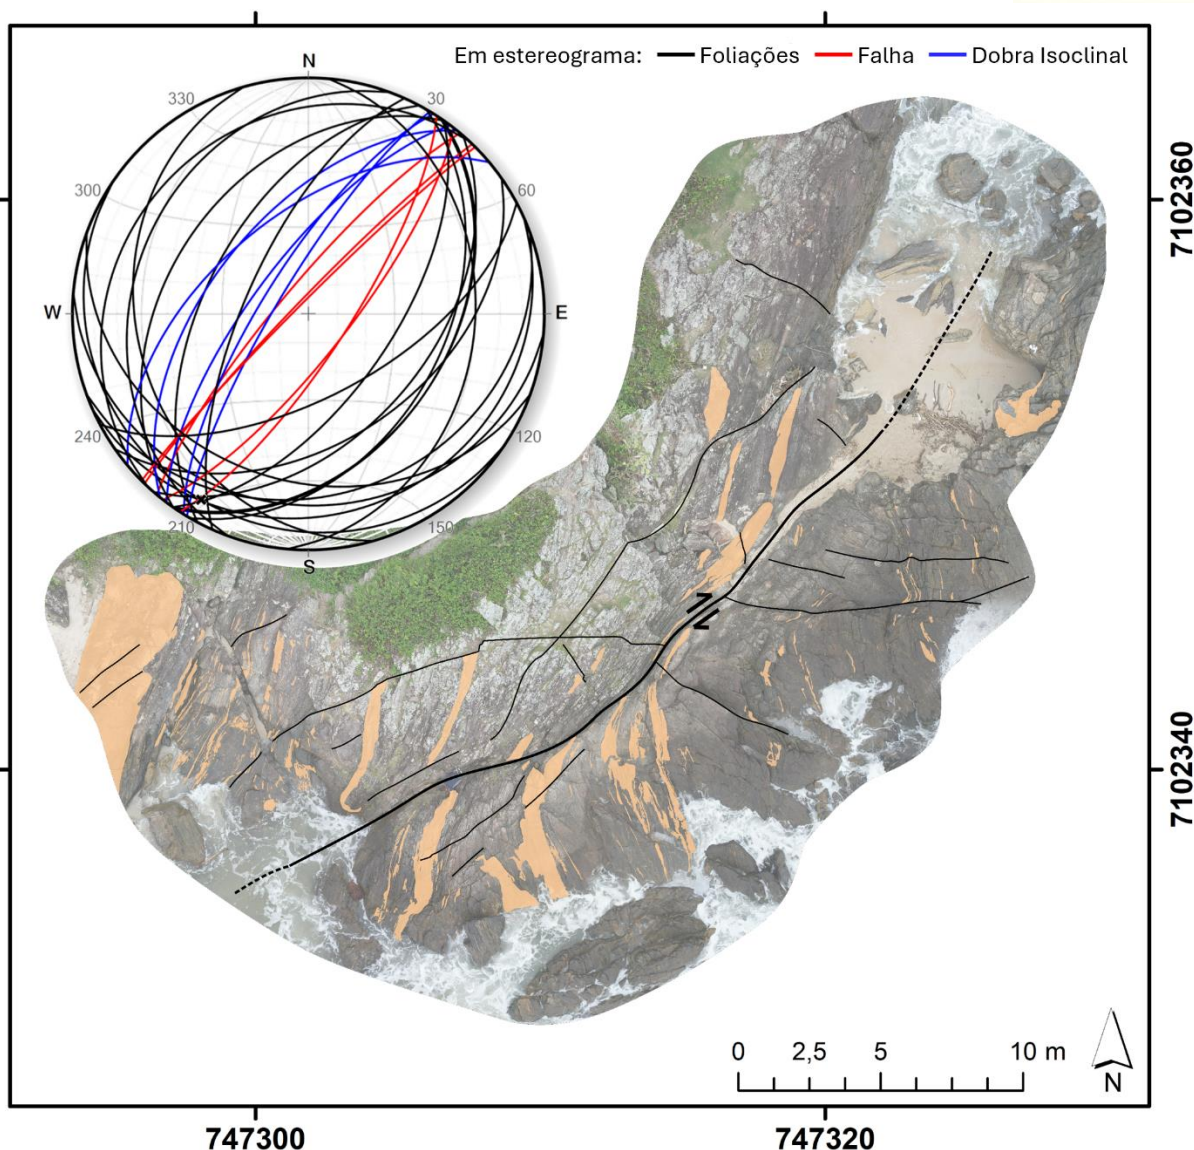 Em estereograma: Foliações Falha Dobra Isoclinal
N
330 30
300 60
W E
240 120
210 150
S
7102360
7102340
0 2,5 5 10 m
N
747300 747320